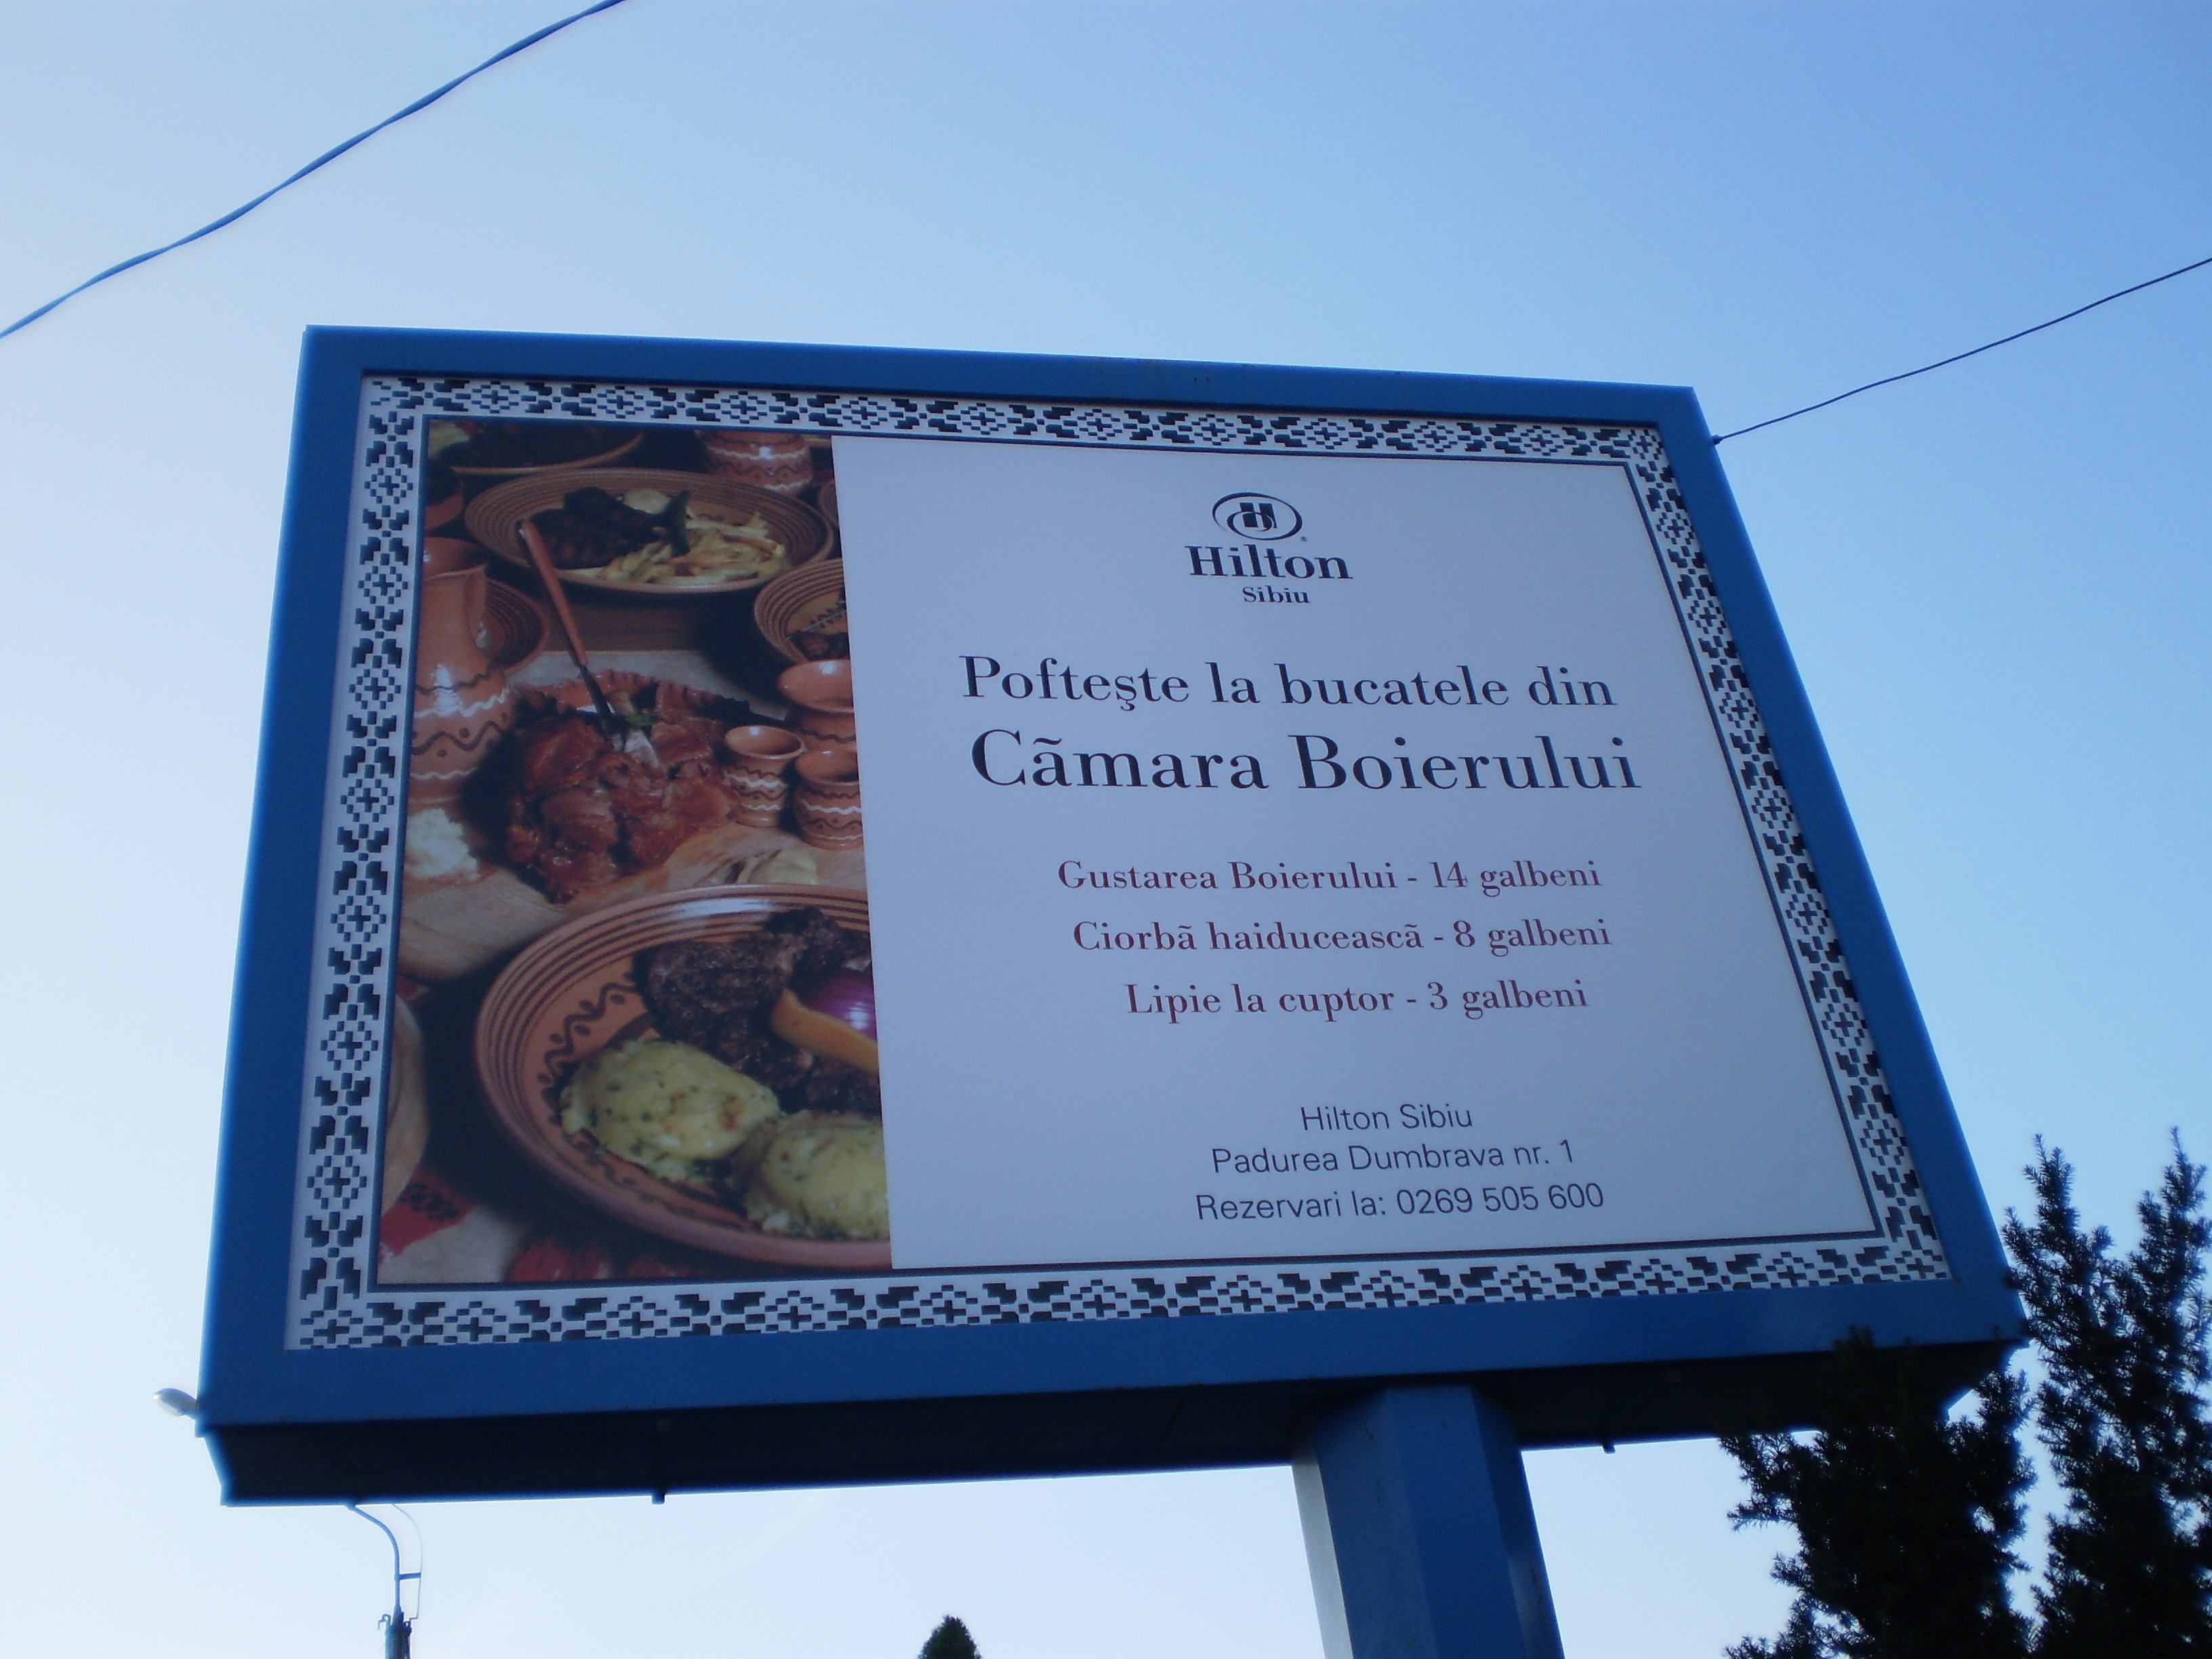 Hilton
Sibiu
Pofteşte la bucatele din
Cãmara Boierului
Gustarea Boierului - 14 galbeni
Ciorbã haiduceascã - 8 galbeni
Lipie la cuptor - 3 galbeni
Hilton Sibiu
Padurea Dumbrava nr. 1
Rezervari la: 0269 505 600